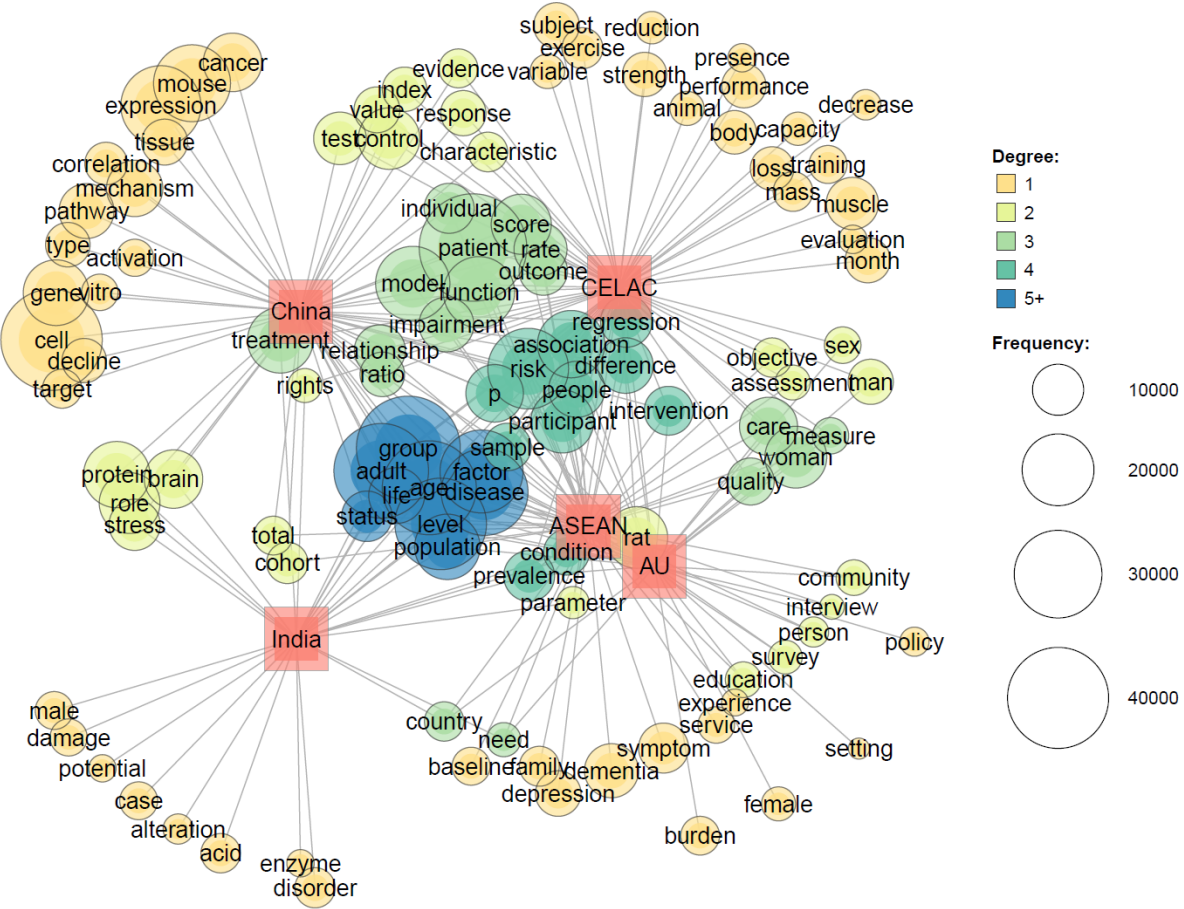 subject
reduction
exercise
cancer
evidence
variable
strength
presence
mouse
index
performance
expression
value
response
animal
decrease
tissue
test
control
body
capacity
correlation
characteristic
loss
training
mechanism
mass
muscle
pathway
individual
score
type
patient
rate
evaluation
activation
outcome
month
gene
vitro
model
function
CELAC
China
impairment
regression
cell
treatment
relationship
association
difference
sex
decline
ratio
risk
objective
target
rights
p
people
assessment
man
participant
intervention
group
sample
care
measure
adult
factor
woman
protein
brain
life
age
disease
quality
role
status
stress
level
ASEAN
total
population
condition
rat
cohort
prevalence
AU
community
parameter
interview
India
person
policy
survey
education
male
country
experience
damage
need
service
symptom
setting
potential
baseline
family
dementia
case
depression
female
alteration
burden
acid
enzyme
disorder
Degree:
1
2
3
4
5+
Frequency:
10000
20000
30000
40000